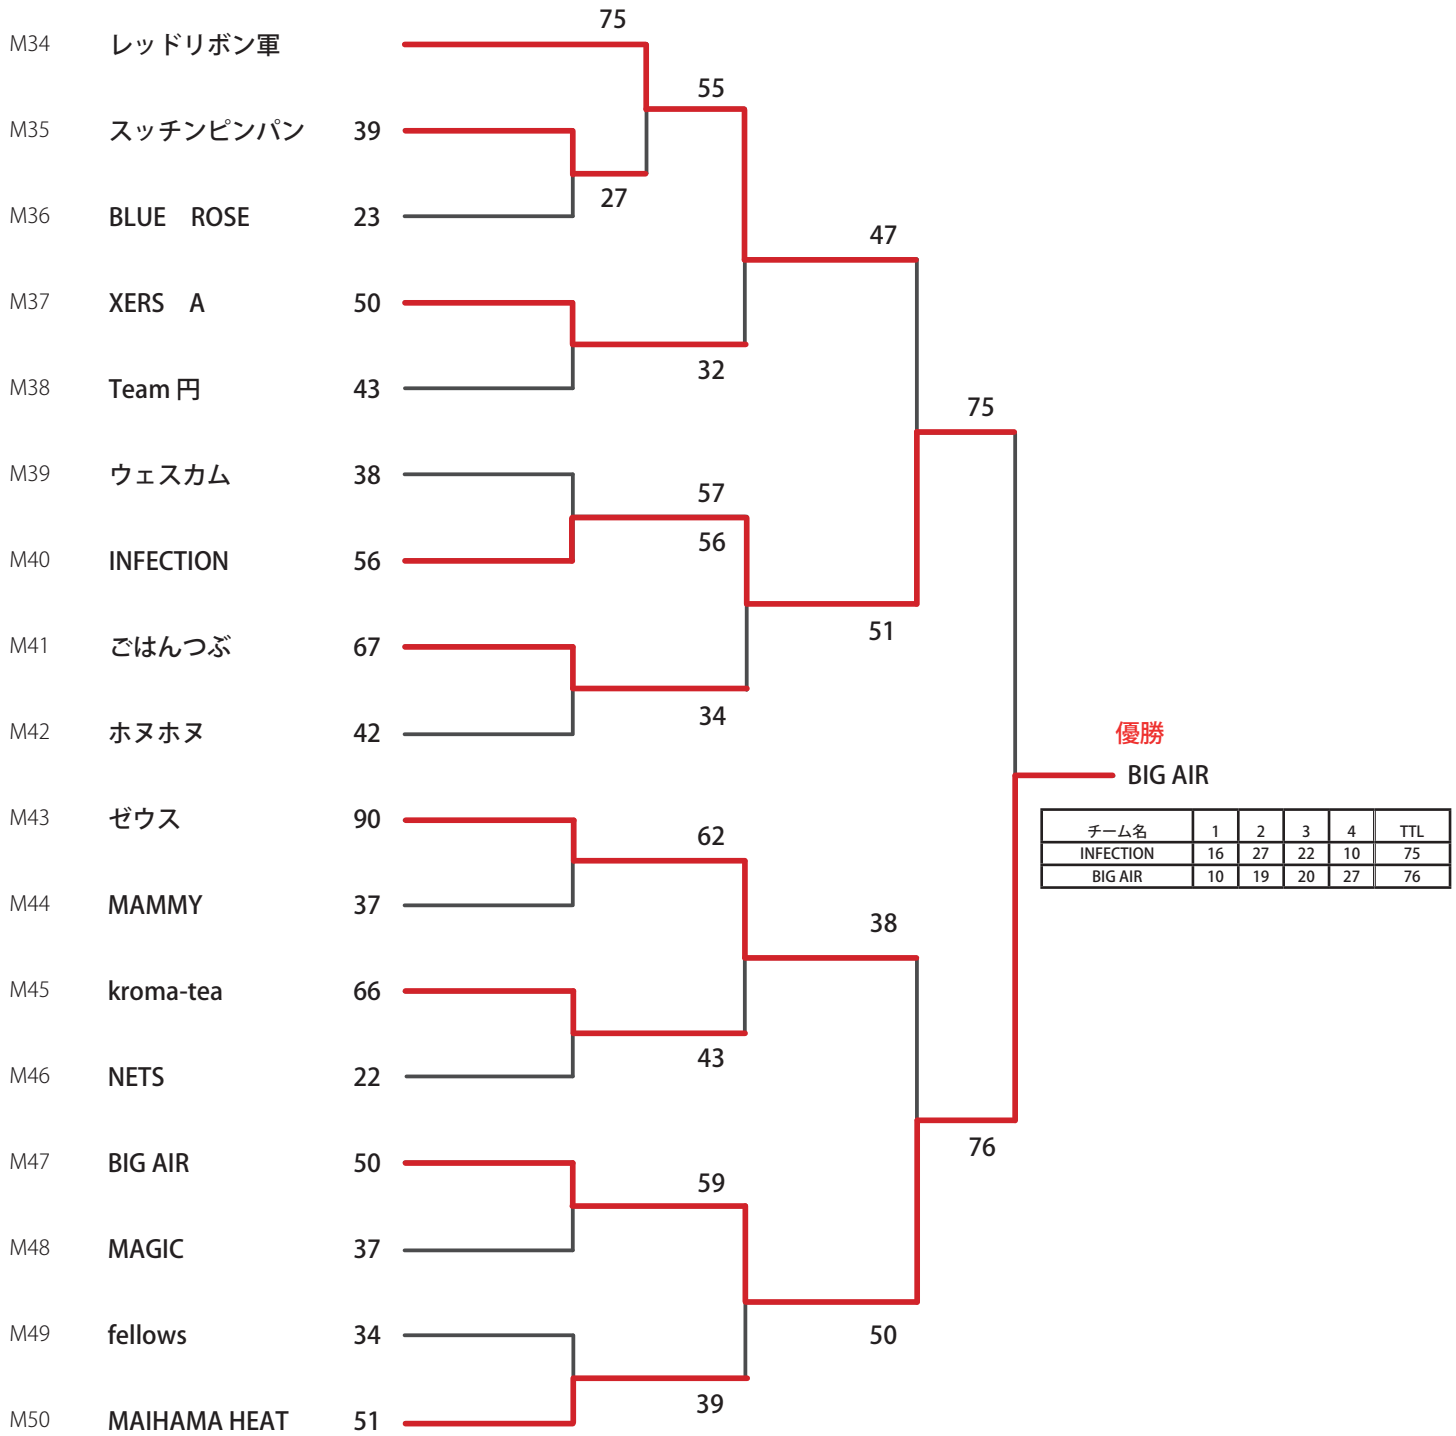 75
M34 レッドリボン軍
55
M35 スッチンピンパン 39
27
M36 BLUE　ROSE 23
47
M37 XERS　A 50
32
M38 Team 円 43
75
M39 ウェスカム 38
57
56
M40 INFECTION 56
51
M41 ごはんつぶ 67
34
M42 ホヌホヌ 42
優勝
BIG AIR
M43 ゼウス 90
62
チーム名 1 2 3 4 TTL
INFECTION 16 27 22 10 75
BIG AIR 10 19 20 27 76
M44 MAMMY 37
38
M45 kroma-tea 66
43
M46 NETS 22
76
M47 BIG AIR 50
59
M48 MAGIC 37
M49 fellows 34
50
39
M50 MAIHAMA HEAT 51